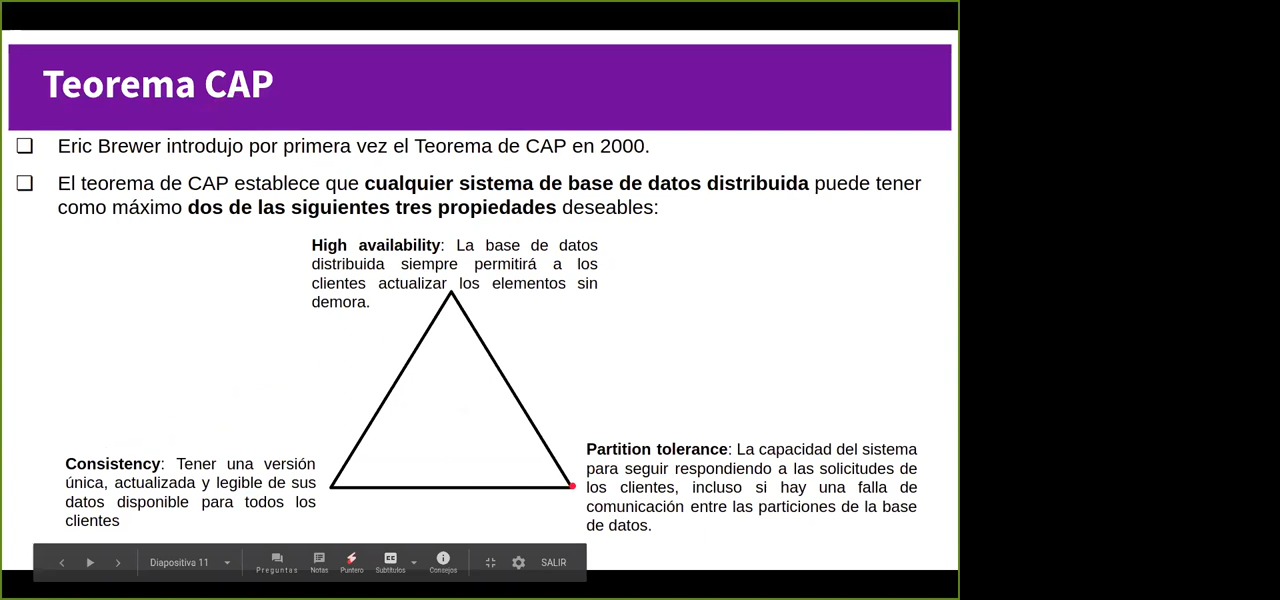 Teorema CAP
❑ Eric Brewer introdujo por primera vez el Teorema de CAP en 2000.
❑ El teorema de CAP establece que cualquier sistema de base de datos distribuida puede tener
como máximo dos de las siguientes tres propiedades deseables:
High availability: La base de datos
distribuida siempre permitirá a los
clientes actualizar los elementos sin
demora.
Consistency: Tener una versión
única, actualizada y legible de sus
datos disponible para todos los
clientes
Partition tolerance: La capacidad del sistema
para seguir respondiendo a las solicitudes de
los clientes, incluso si hay una falla de
comunicación entre las particiones de la base
de datos.
Diapositiva 11
Preguntas
Notas
Puntero
CC
Subtítulos
Consejos
SALIR